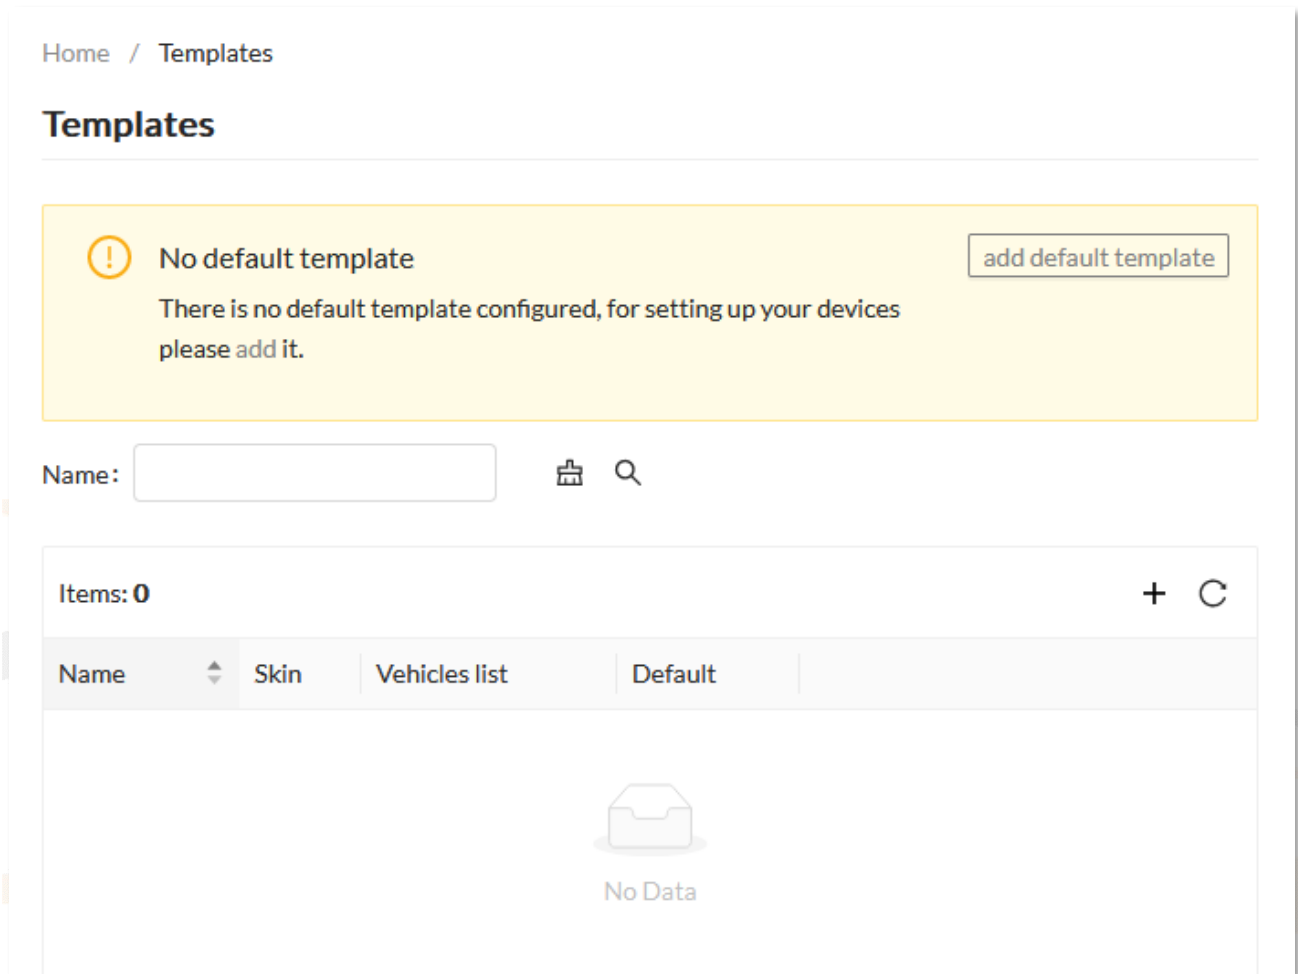 Home / Templates
Templates
No default template
add default template
There is no default template configured, for setting up your devices
please add it.
Name:
Items: 0
Name Skin Vehicles list Default
No Data